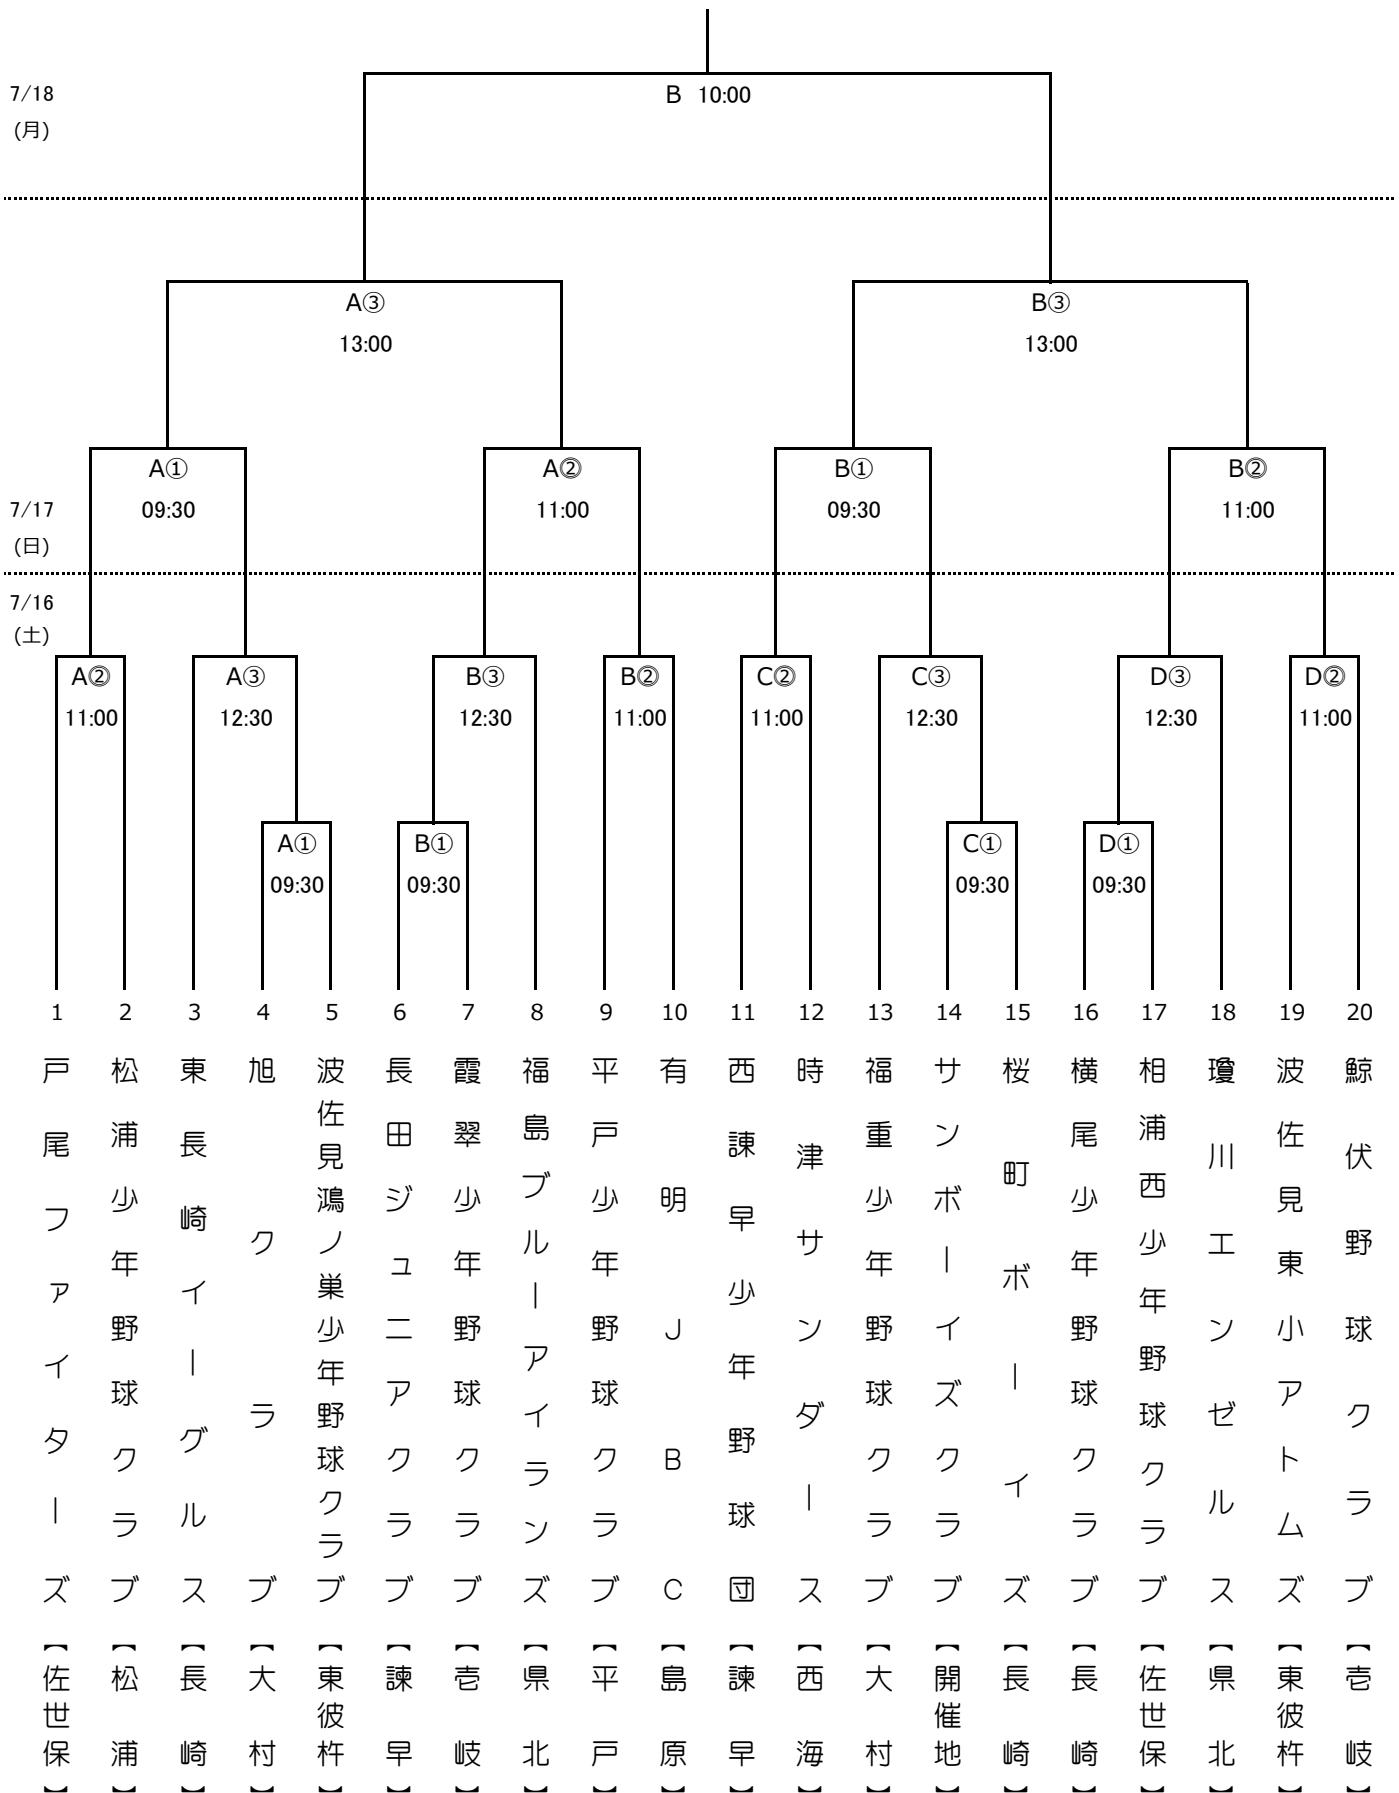 7/18
(月)
B 10:00
A③
13:00
B③
13:00
7/17
(日)
A①
09:30
A②
11:00
B①
09:30
B②
11:00
7/16
(土)
A②
11:00
A③
12:30
B③
12:30
B②
11:00
C②
11:00
C③
12:30
D③
12:30
D②
11:00
A①
09:30
B①
09:30
C①
09:30
D①
09:30
1
戸尾ファイターズ【佐世保】
2
松浦少年野球クラブ【松浦】
3
東長崎イーグルス【長崎】
4
旭クラブ【大村】
5
波佐見鴻ノ巣少年野球クラブ【東彼杵】
6
長田ジュニアクラブ【諫早】
7
霞翠少年野球クラブ【壱岐】
8
福島ブルーアイランズ【県北】
9
平戸少年野球クラブ【平戸】
10
有明JBC【島原】
11
西諫早少年野球団【諫早】
12
時津サンダース【西海】
13
福重少年野球クラブ【大村】
14
サンボーイズクラブ【開催地】
15
桜町ボーイズ【長崎】
16
横尾少年野球クラブ【長崎】
17
相浦西少年野球クラブ【佐世保】
18
瓊川エンゼルス【県北】
19
波佐見東小アトムズ【東彼杵】
20
鯨伏野球クラブ【壱岐】